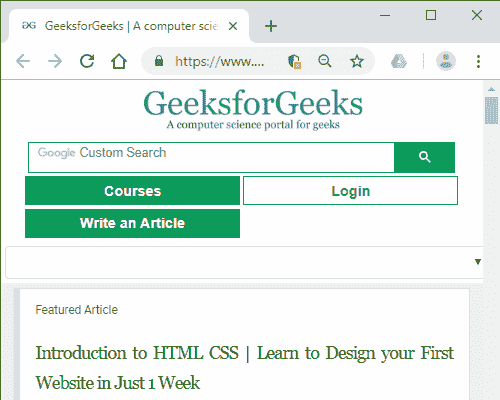 GeeksforGeeks | A computer scie
https://www....
GeeksforGeeks
A computer science portal for geeks
Google Custom Search
Courses
Login
Write an Article
Featured Article
Introduction to HTML CSS | Learn to Design your First
Website in Just 1 Week